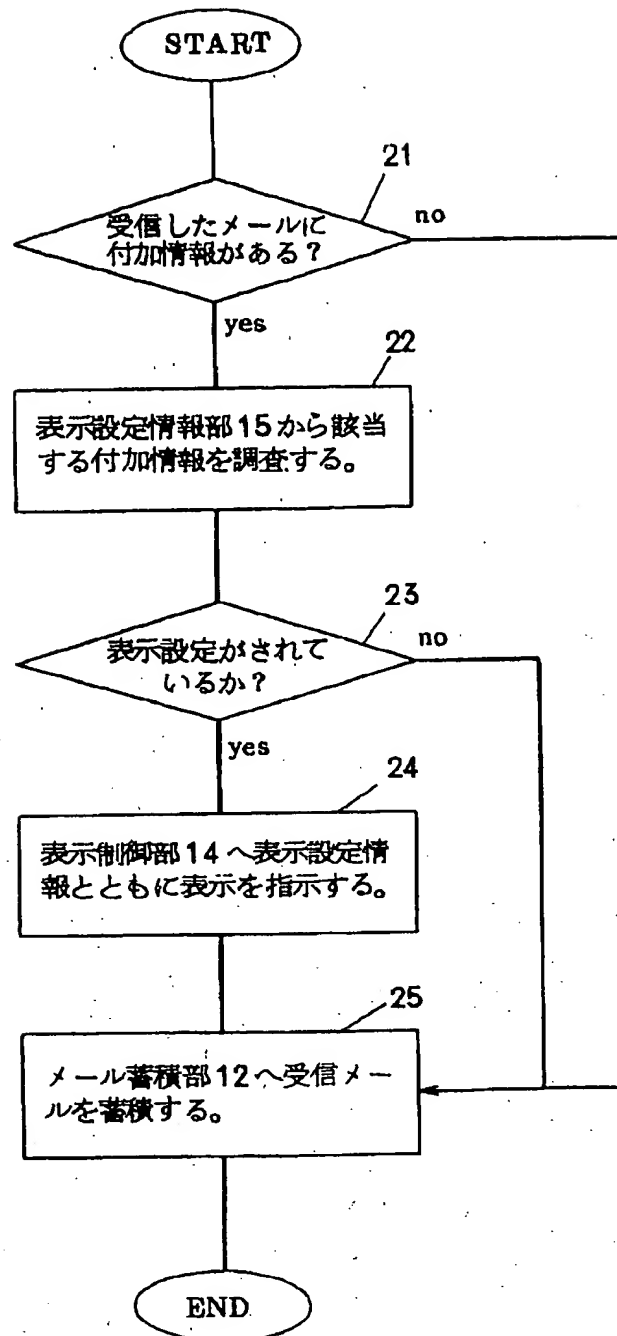 START
21
受信したメールに
付加情報がある?
no
yes
22
表示設定情報部15から該当
する付加情報を調査する。
23
表示設定がされて
いるか?
no
yes
24
表示制御部14へ表示設定情
報とともに表示を指示する。
25
メール蓄積部12へ受信メー
ルを蓄積する。
END